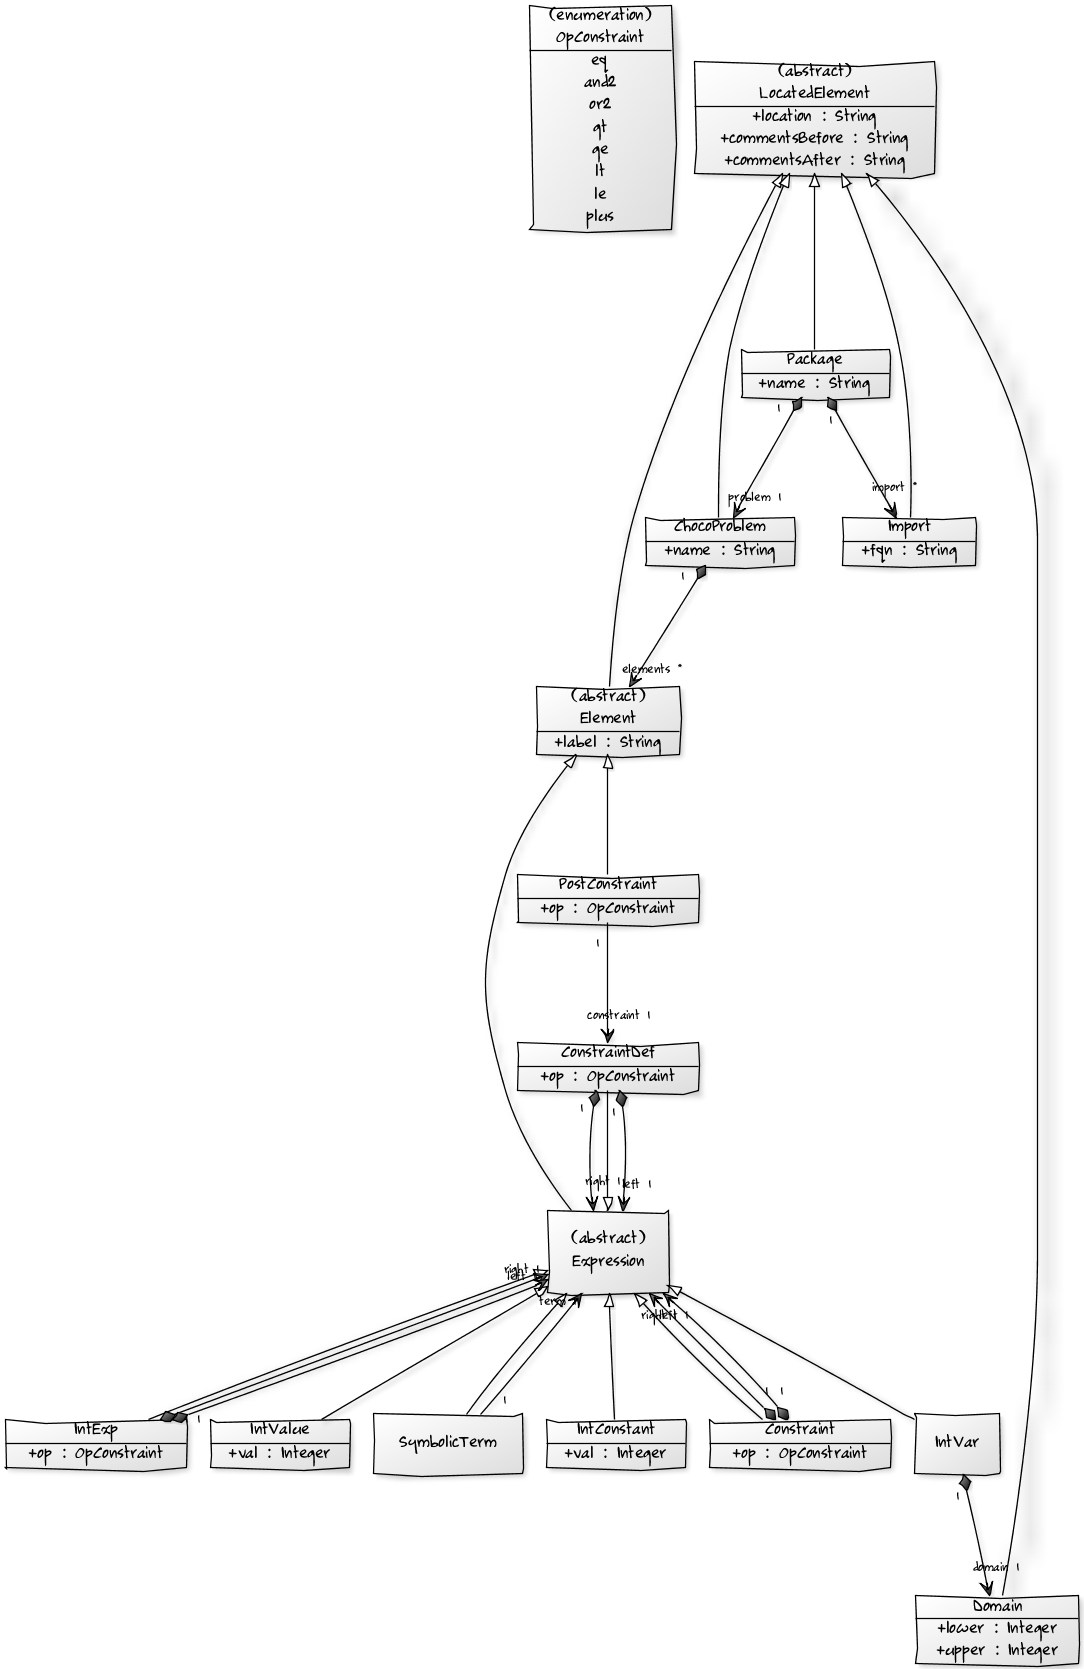 (enumeration)
OpConstraint
eq
and2
or2
gt
ge
lt
le
plus
(abstract)
LocatedElement
+location : String
+commentsBefore : String
+commentsAfter : String
Package
+name : String
1
1
problem 1
import *
ChocoProblem
+name : String
Import
+fqn : String
1
elements *
(abstract)
Element
+label : String
PostConstraint
+op : OpConstraint
1
constraint 1
ConstraintDef
+op : OpConstraint
1
1
right 1
left 1
(abstract)
Expression
right 1
left 1
term
right
left 1
1
1
1 1
IntExp
+op : OpConstraint
IntValue
+val : Integer
SymbolicTerm
IntConstant
+val : Integer
Constraint
+op : OpConstraint
IntVar
1
domain 1
Domain
+lower : Integer
+upper : Integer